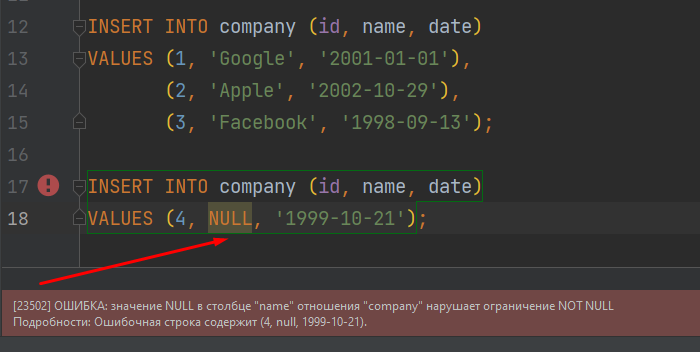 12 INSERT INTO company (id, name, date)
13 VALUES (1, 'Google', '2001-01-01'),
14 (2, 'Apple', '2002-10-29'),
15 (3, 'Facebook', '1998-09-13');
16
17 INSERT INTO company (id, name, date)
18 VALUES (4, NULL, '1999-10-21');
[23502] ОШИБКА: значение NULL в столбце "name" отношения "company" нарушает ограничение NOT NULL
Подробности: Ошибочная строка содержит (4, null, 1999-10-21).